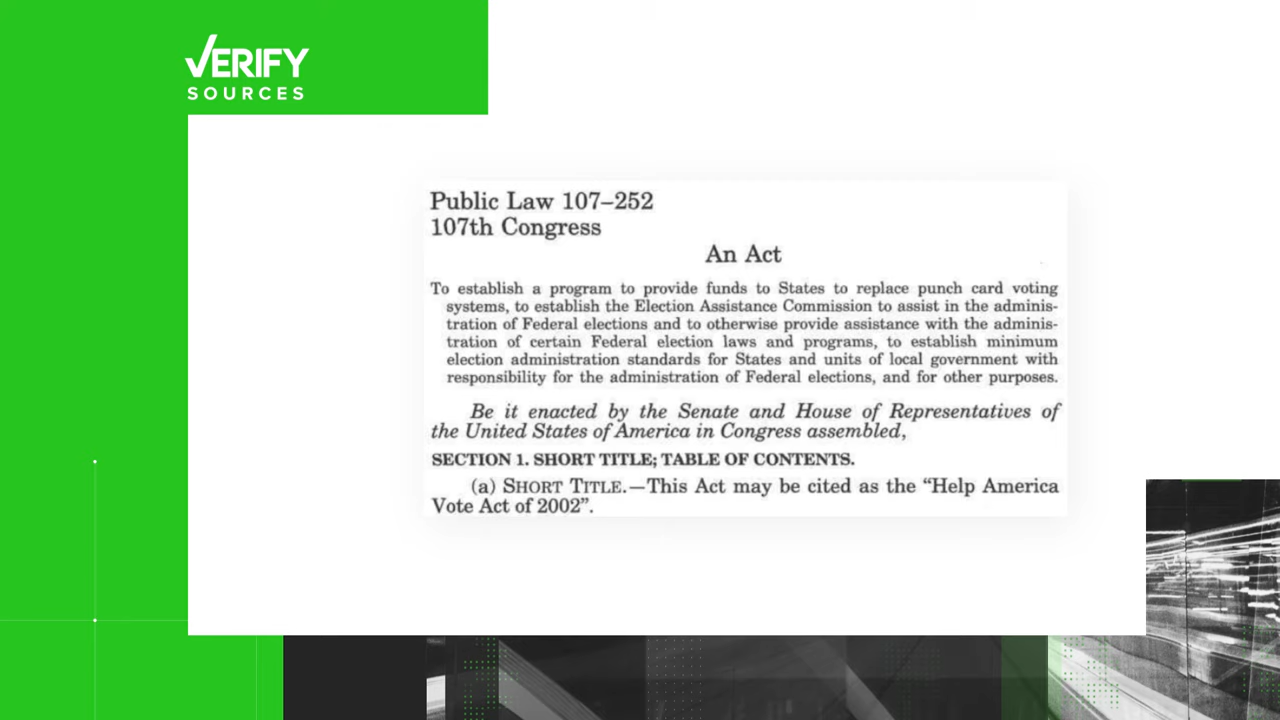 VERIFY
SOURCES
Public Law 107–252
107th Congress
An Act
To establish a program to provide funds to States to replace punch card voting
systems, to establish the Election Assistance Commission to assist in the adminis-
tration of Federal elections and to otherwise provide assistance with the adminis-
tration of certain Federal election laws and programs, to establish minimum
election administration standards for States and units of local government with
responsibility for the administration of Federal elections, and for other purposes.
Be it enacted by the Senate and House of Representatives of
the United States of America in Congress assembled,
SECTION 1. SHORT TITLE; TABLE OF CONTENTS.
(a) SHORT TITLE.—This Act may be cited as the “Help America
Vote Act of 2002”.